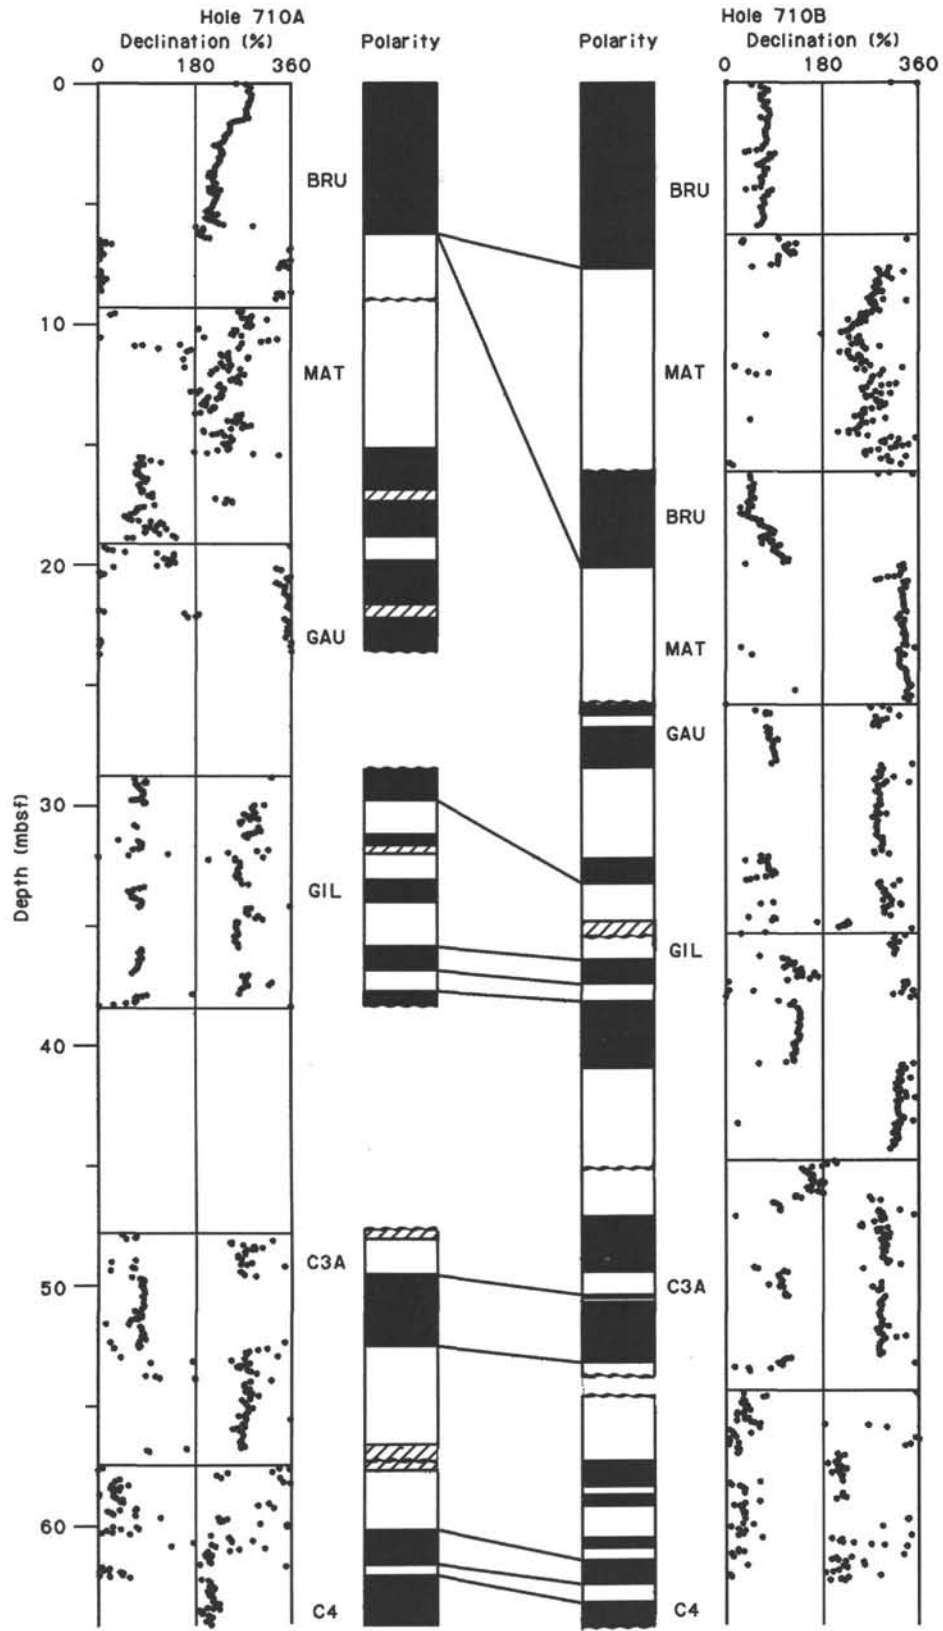 Hole 710A
Declination (%)
0 180 360
Polarity
Polarity
Hole 710B
Declination (%)
0 180 360
Depth (mbsf)
0
10
20
30
40
50
60
BRU
MAT
GAU
GIL
C3A
C4
BRU
MAT
BRU
MAT
GAU
GIL
C3A
C4